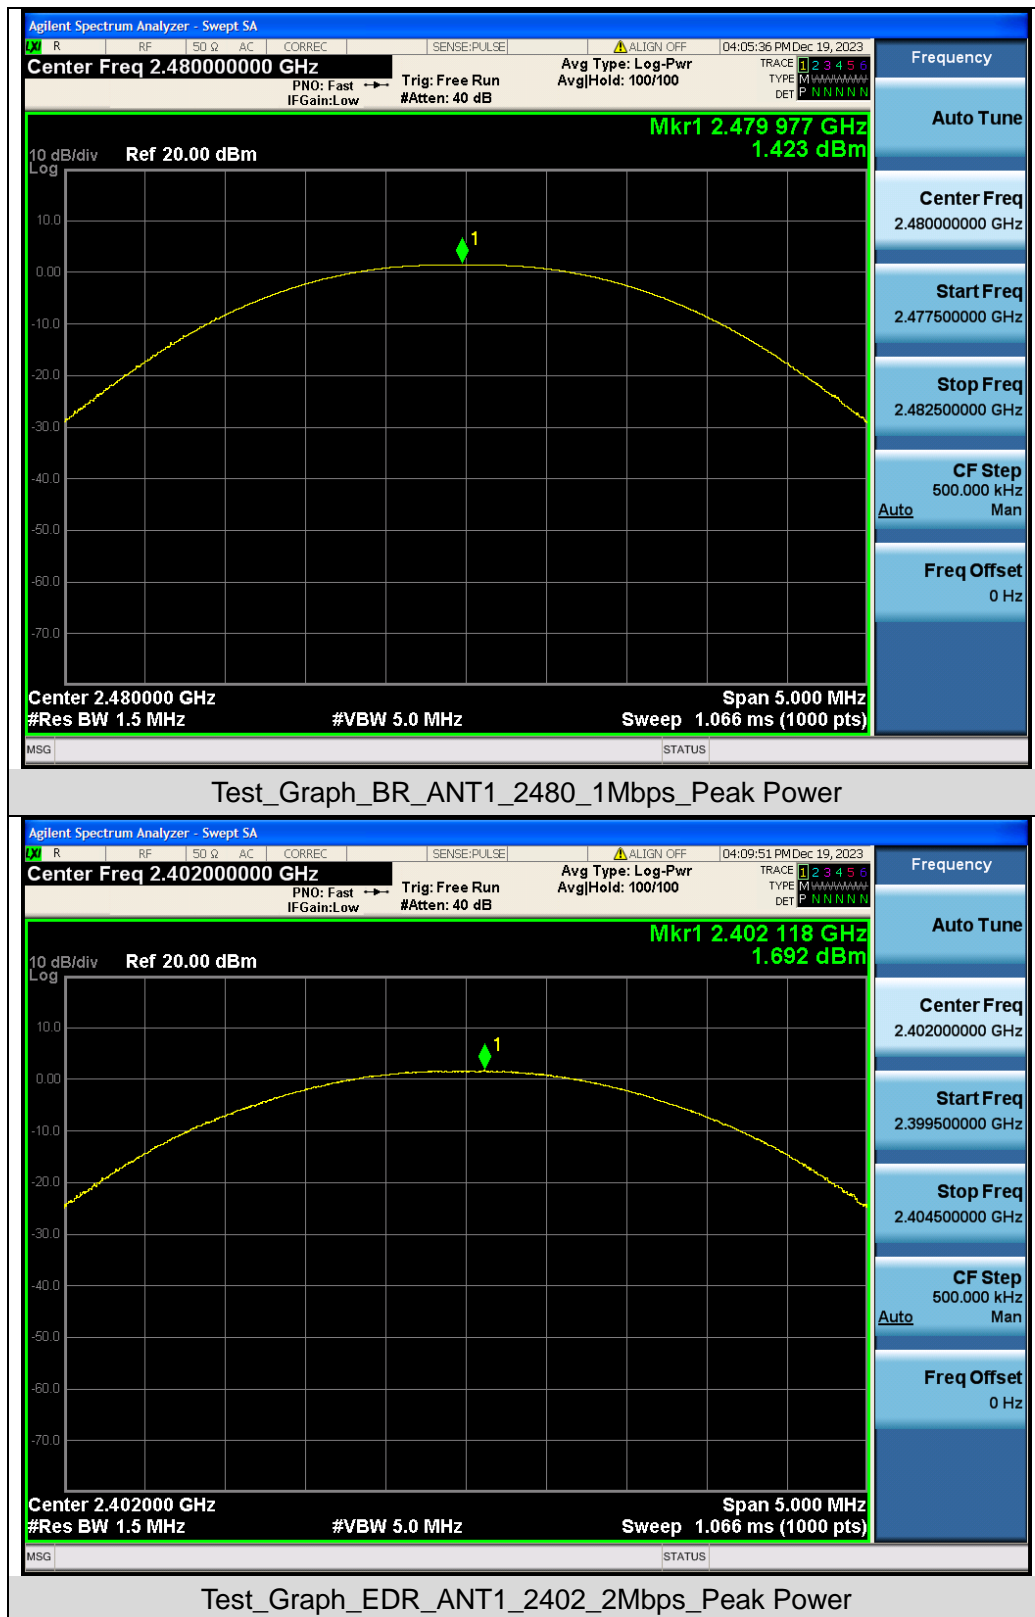 Agilent Spectrum Analyzer - Swept SA
LXI R RF 50 Ω AC CORREC SENSE:PULSE ALIGN OFF 04:05:36 PM Dec 19, 2023
Center Freq 2.480000000 GHz
PNO: Fast
IFGain:Low
Trig: Free Run
#Atten: 40 dB
Avg Type: Log-Pwr
Avg|Hold: 100/100
TRACE 1 2 3 4 5 6
TYPE M
DET P N N N N N
Mkr1 2.479 977 GHz
1.423 dBm
10 dB/div Ref 20.00 dBm
Log
10.0
1
0.00
-10.0
-20.0
-30.0
-40.0
-50.0
-60.0
-70.0
Center 2.480000 GHz Span 5.000 MHz
#Res BW 1.5 MHz #VBW 5.0 MHz Sweep 1.066 ms (1000 pts)
MSG STATUS
Frequency
Auto Tune
Center Freq
2.480000000 GHz
Start Freq
2.477500000 GHz
Stop Freq
2.482500000 GHz
CF Step
500.000 kHz
Auto Man
Freq Offset
0 Hz
Test_Graph_BR_ANT1_2480_1Mbps_Peak Power
Agilent Spectrum Analyzer - Swept SA
LXI R RF 50 Ω AC CORREC SENSE:PULSE ALIGN OFF 04:09:51 PM Dec 19, 2023
Center Freq 2.402000000 GHz
PNO: Fast
IFGain:Low
Trig: Free Run
#Atten: 40 dB
Avg Type: Log-Pwr
Avg|Hold: 100/100
TRACE 1 2 3 4 5 6
TYPE M
DET P N N N N N
Mkr1 2.402 118 GHz
1.692 dBm
10 dB/div Ref 20.00 dBm
Log
10.0
1
0.00
-10.0
-20.0
-30.0
-40.0
-50.0
-60.0
-70.0
Center 2.402000 GHz Span 5.000 MHz
#Res BW 1.5 MHz #VBW 5.0 MHz Sweep 1.066 ms (1000 pts)
MSG STATUS
Frequency
Auto Tune
Center Freq
2.402000000 GHz
Start Freq
2.399500000 GHz
Stop Freq
2.404500000 GHz
CF Step
500.000 kHz
Auto Man
Freq Offset
0 Hz
Test_Graph_EDR_ANT1_2402_2Mbps_Peak Power